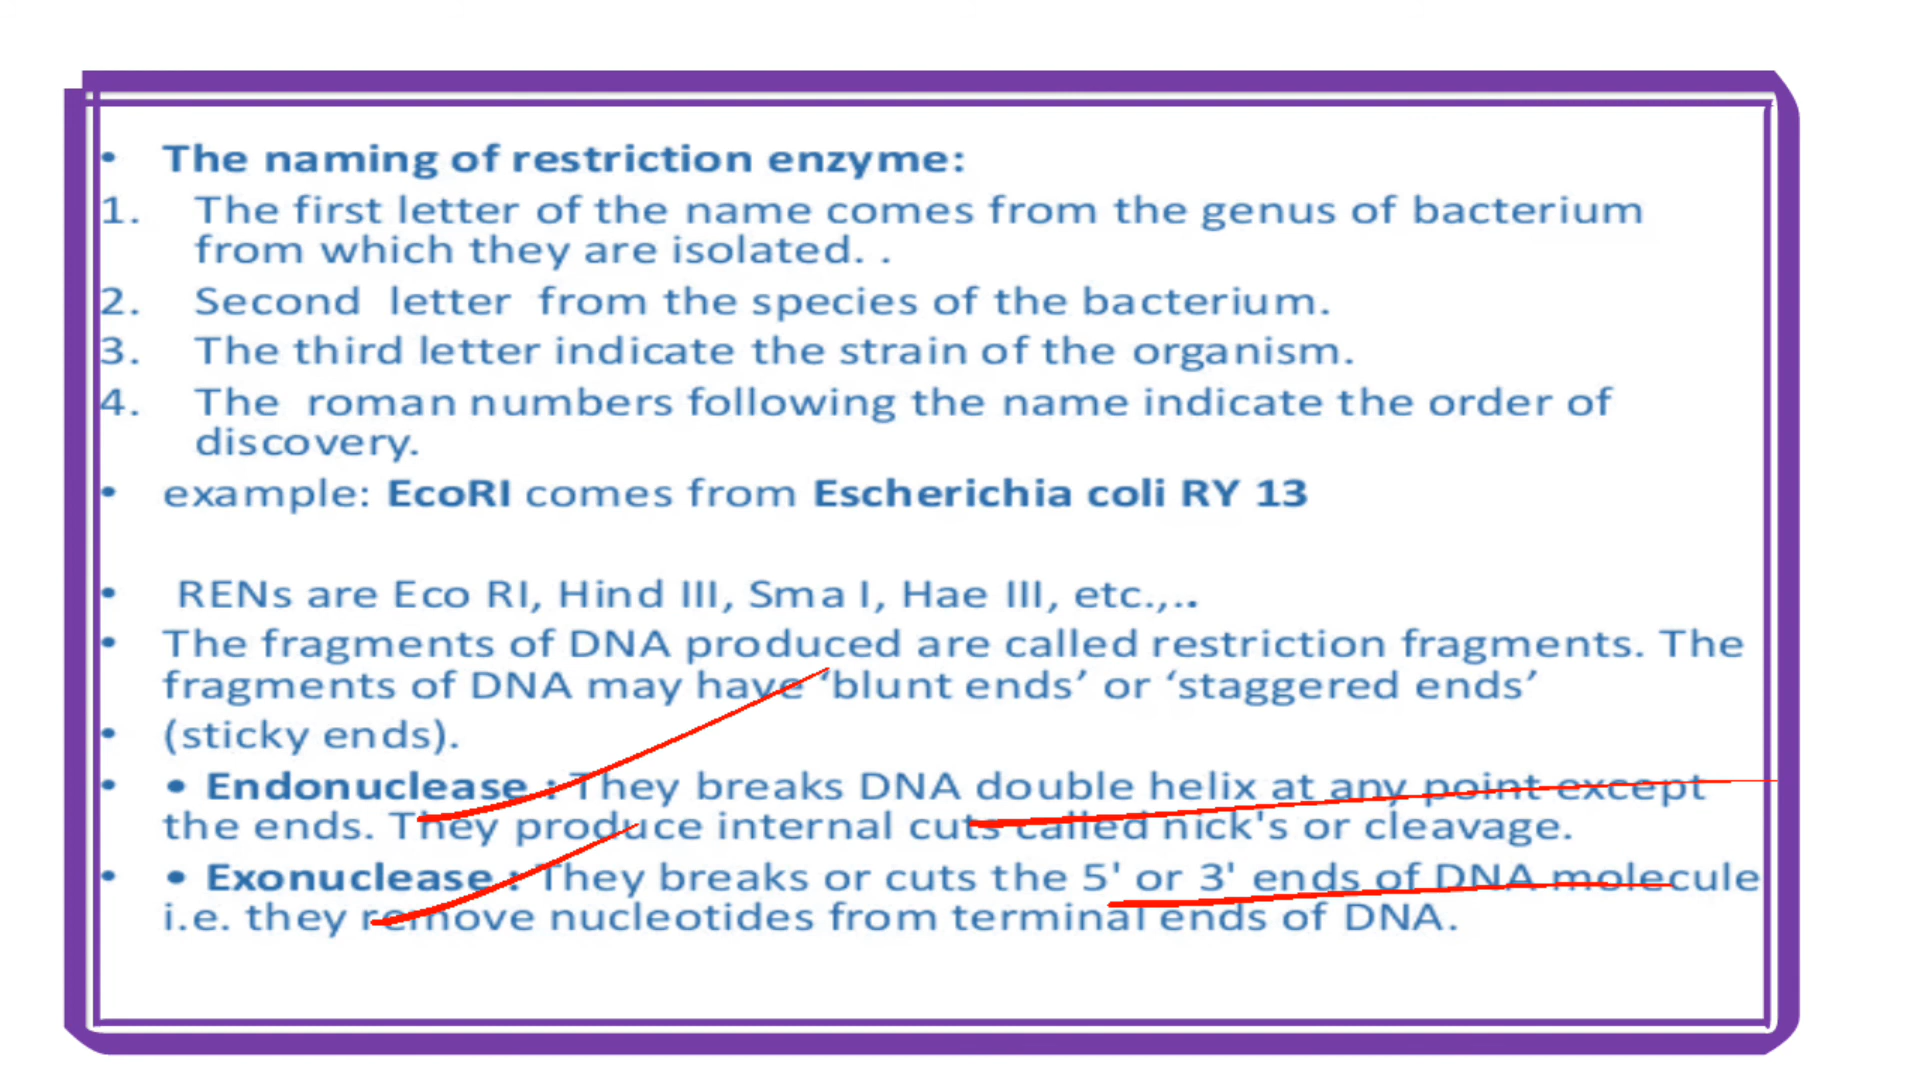 • The naming of restriction enzyme:
1. The first letter of the name comes from the genus of bacterium
from which they are isolated. .
2. Second letter from the species of the bacterium.
3. The third letter indicate the strain of the organism.
4. The roman numbers following the name indicate the order of
discovery.
• example: EcoRI comes from Escherichia coli RY 13
• RENs are Eco RI, Hind III, Sma I, Hae III, etc.,..
• The fragments of DNA produced are called restriction fragments. The
fragments of DNA may have ‘blunt ends’ or ‘staggered ends’
• (sticky ends).
• • Endonuclease : They breaks DNA double helix at any point except
the ends. They produce internal cuts called nick's or cleavage.
• • Exonuclease : They breaks or cuts the 5' or 3' ends of DNA molecule
i.e. they remove nucleotides from terminal ends of DNA.